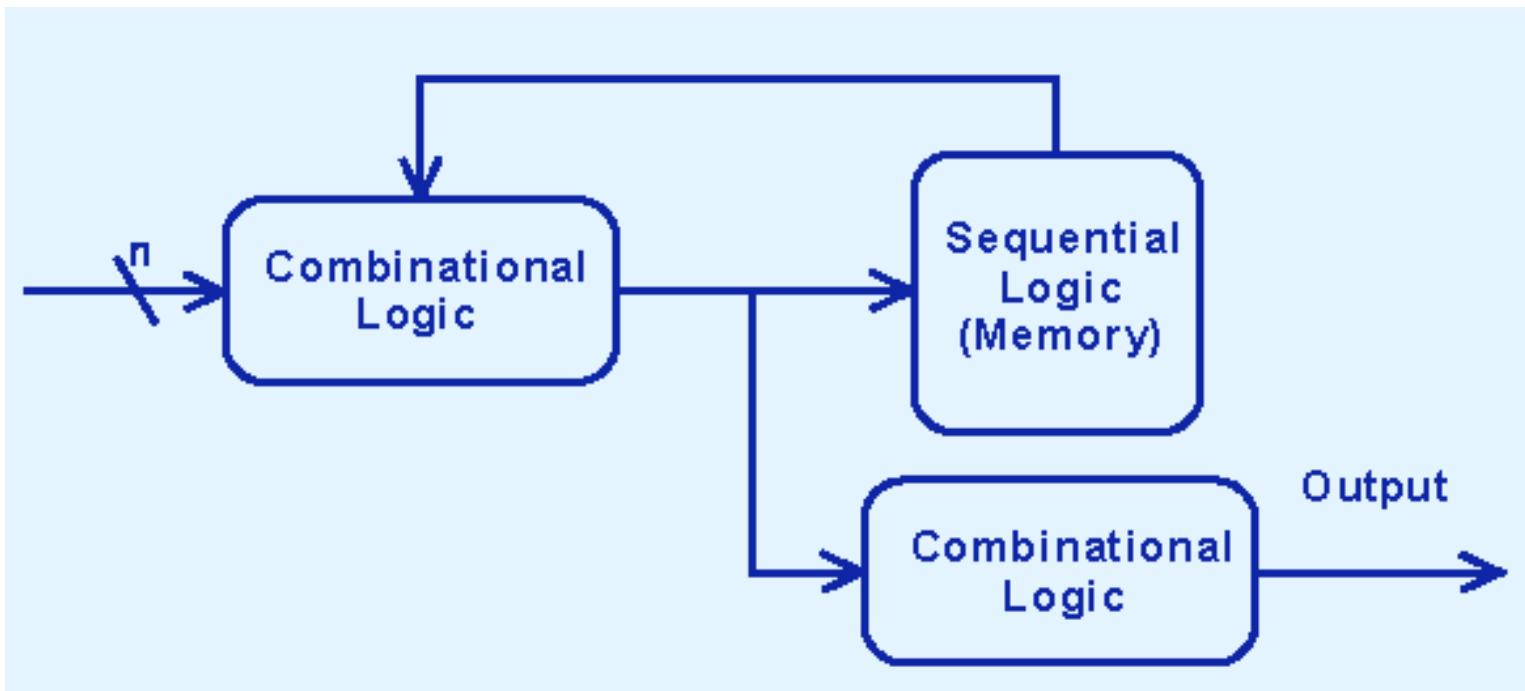 n
Combinational
Logic
Sequential
Logic
(Memory)
Combinational
Logic
Output